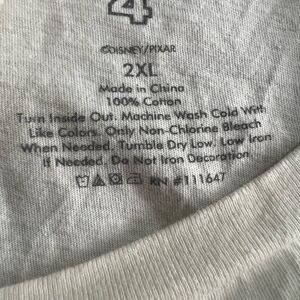 4
©DISNEY/PIXAR
2XL
Made in China
100% Cotton
Turn Inside Out. Machine Wash Cold With
Like Colors. Only Non-Chlorine Bleach
When Needed. Tumble Dry Low. Low Iron
If Needed. Do Not Iron Decoration.
RN #111647